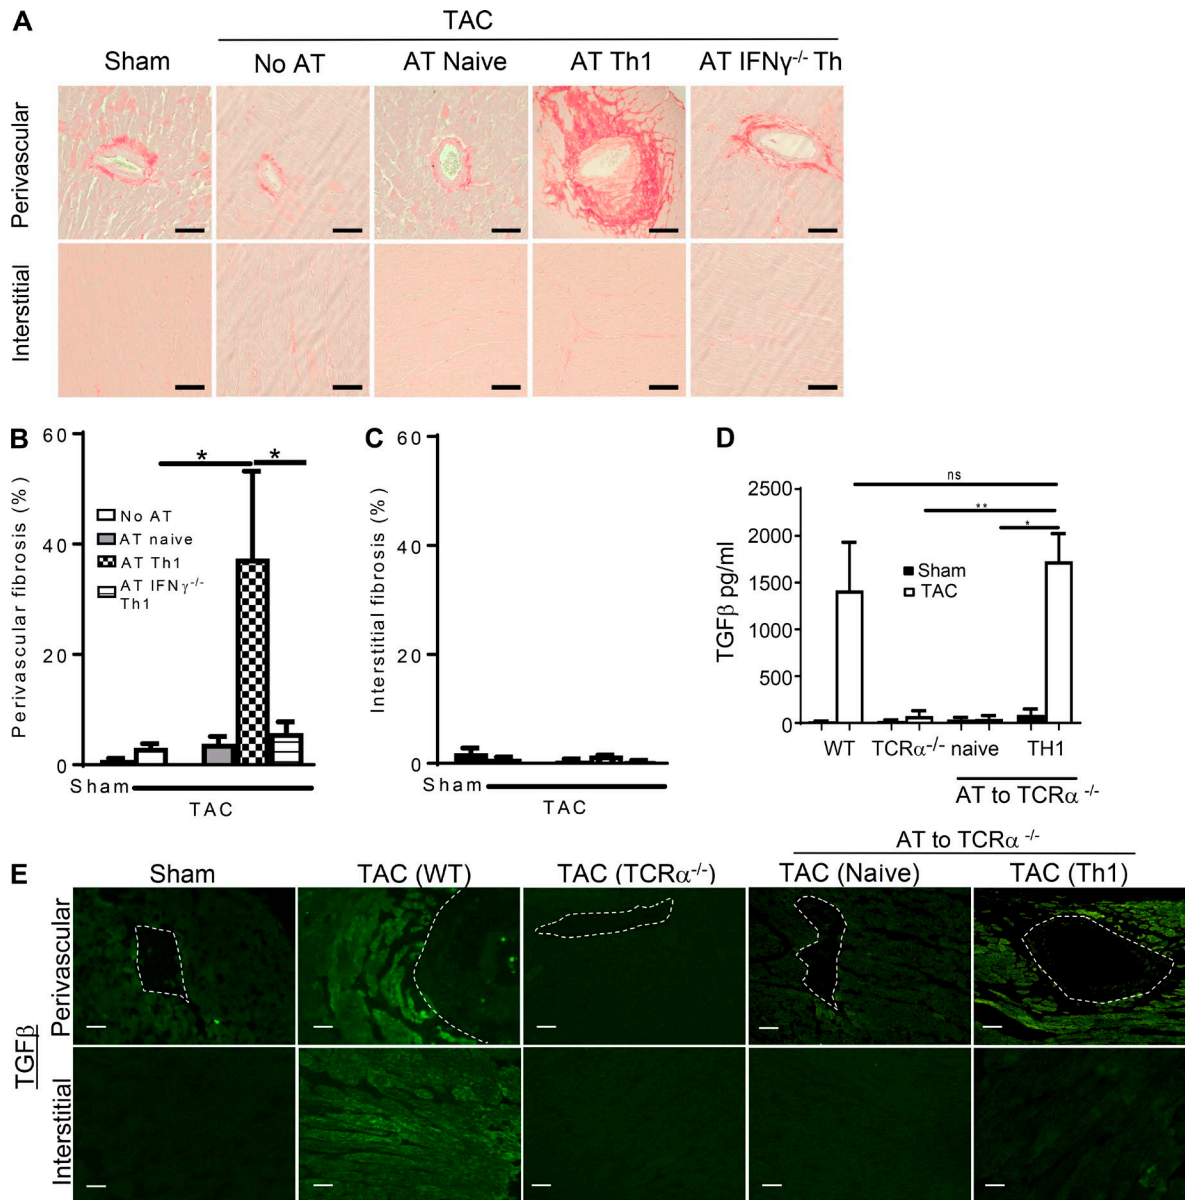 A
TAC
Sham
No AT
AT Naive
AT Th1
AT IFNγ-/- Th
Perivascular
Interstitial
B
Perivascular fibrosis (%)
60
40
20
0
No AT
AT naive
AT Th1
AT IFNγ-/-
Th1
*
*
Sham
TAC
C
Interstitial fibrosis (%)
60
40
20
0
Sham
TAC
D
TGFβ pg/ml
2500
2000
1500
1000
500
0
ns
**
*
Sham
TAC
WT
TCRα-/-
naive
TH1
AT to TCRα -/-
E
AT to TCRα -/-
Sham
TAC (WT)
TAC (TCRα-/-)
TAC (Naive)
TAC (Th1)
TGFβ
Perivascular
Interstitial